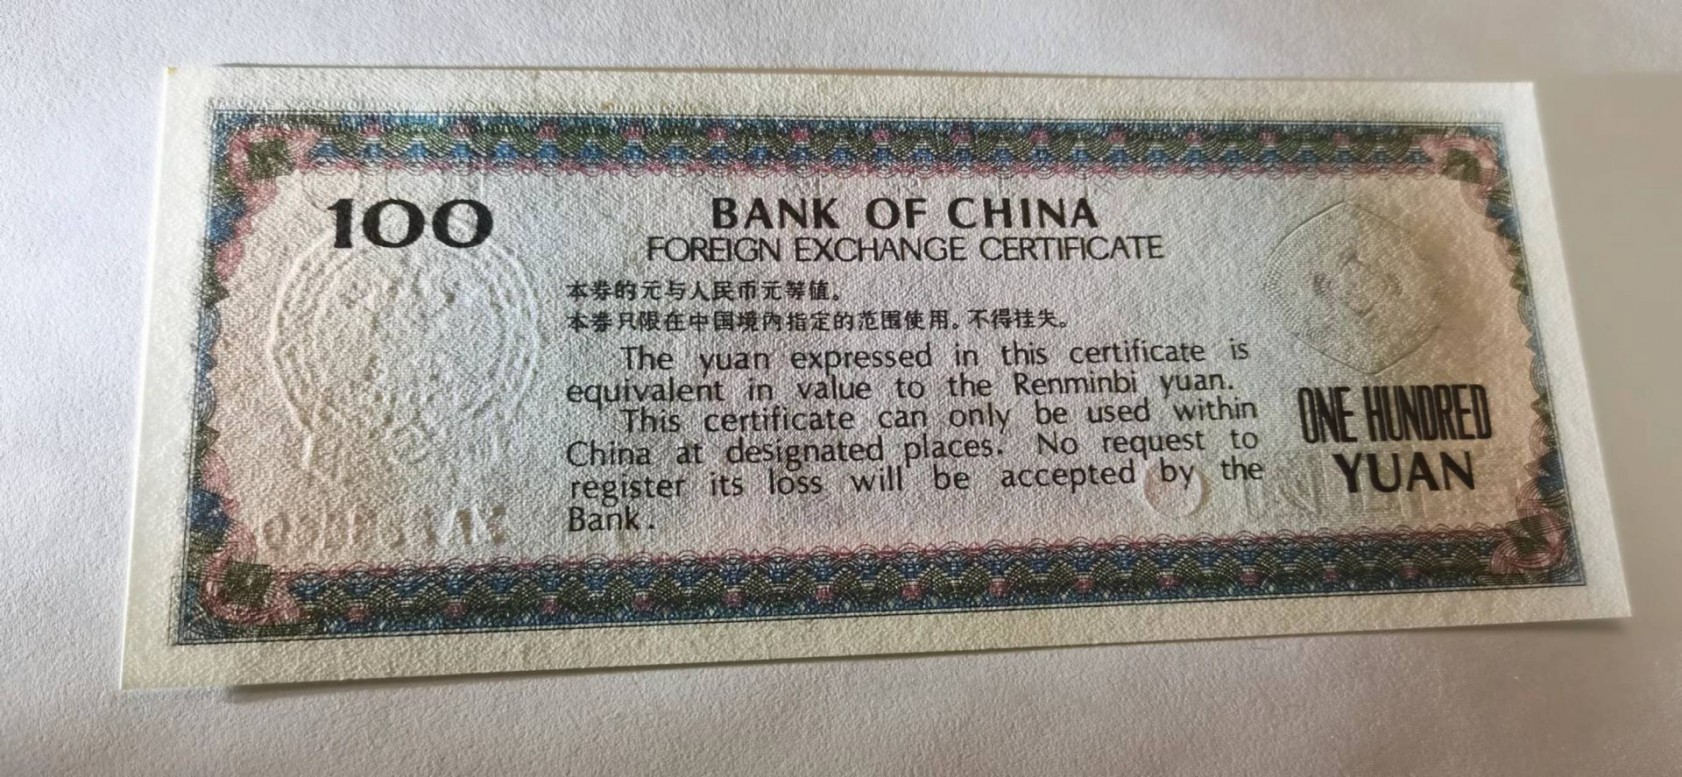 100
BANK OF CHINA
FOREIGN EXCHANGE CERTIFICATE
本券的元与人民币元等值。
本券只限在中国境内指定的范围使用。不得挂失。
The yuan expressed in this certificate is
equivalent in value to the Renminbi yuan.
This certificate can only be used within
China at designated places. No request to
register its loss will be accepted by the
Bank.
ONE HUNDRED
YUAN